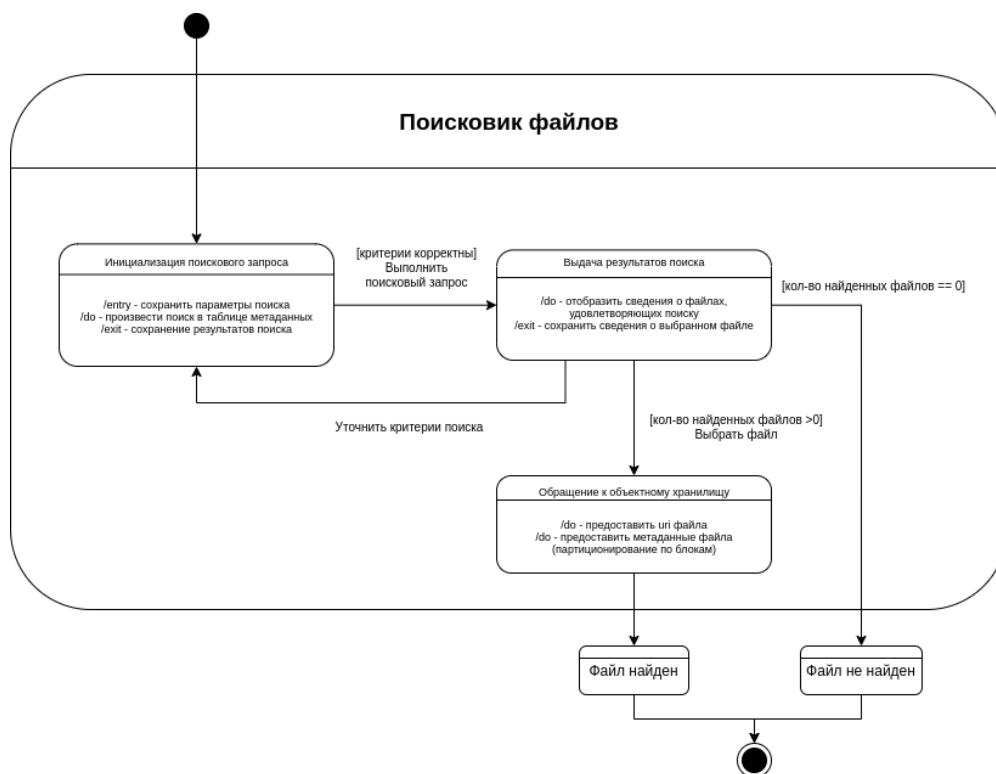 Поисковик файлов
Инициализация поискового запроса
/entry - сохранить параметры поиска
/do - произвести поиск в таблице метаданных
/exit - сохранение результатов поиска
[критерии корректны]
Выполнить
поисковый запрос
Выдача результатов поиска
/do - отобразить сведения о файлах,
удовлетворяющих поиску
/exit - сохранить сведения о выбранном файле
[кол-во найденных файлов == 0]
Уточнить критерии поиска
[кол-во найденных файлов >0]
Выбрать файл
Обращение к объектному хранилищу
/do - предоставить uri файла
/do - предоставить метаданные файла
(партиционирование по блокам)
Файл найден
Файл не найден